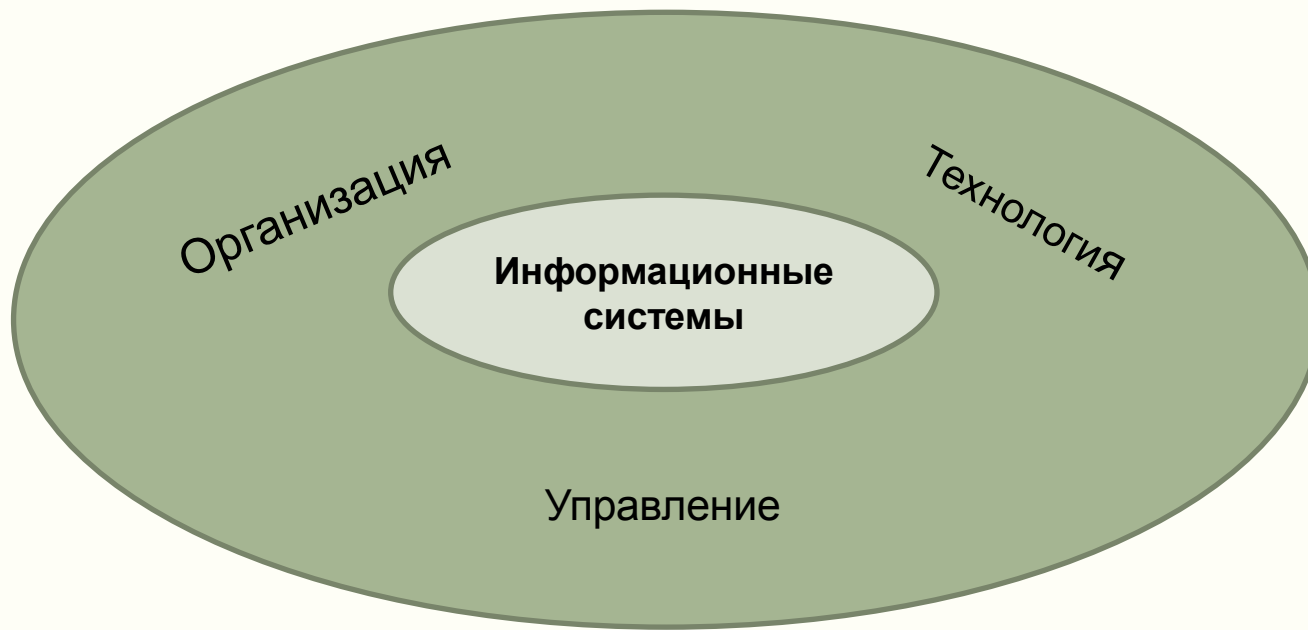 Организация
Технология
Информационные
системы
Управление